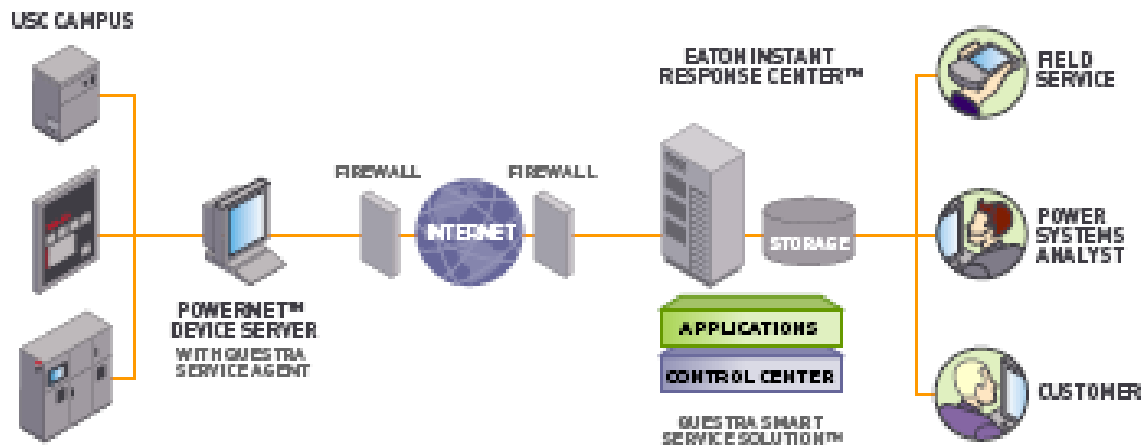 USC CAMPUS
EATON INSTANT
RESPONSE CENTER™
FIELD
SERVICE
FIREWALL
FIREWALL
INTERNET
STORAGE
POWER
SYSTEMS
ANALYST
POWERNET™
DEVICE SERVER
WITH QUESTRA
SERVICE AGENT
APPLICATIONS
CONTROL CENTER
CUSTOMER
QUESTRA SMART
SERVICE SOLUTION™